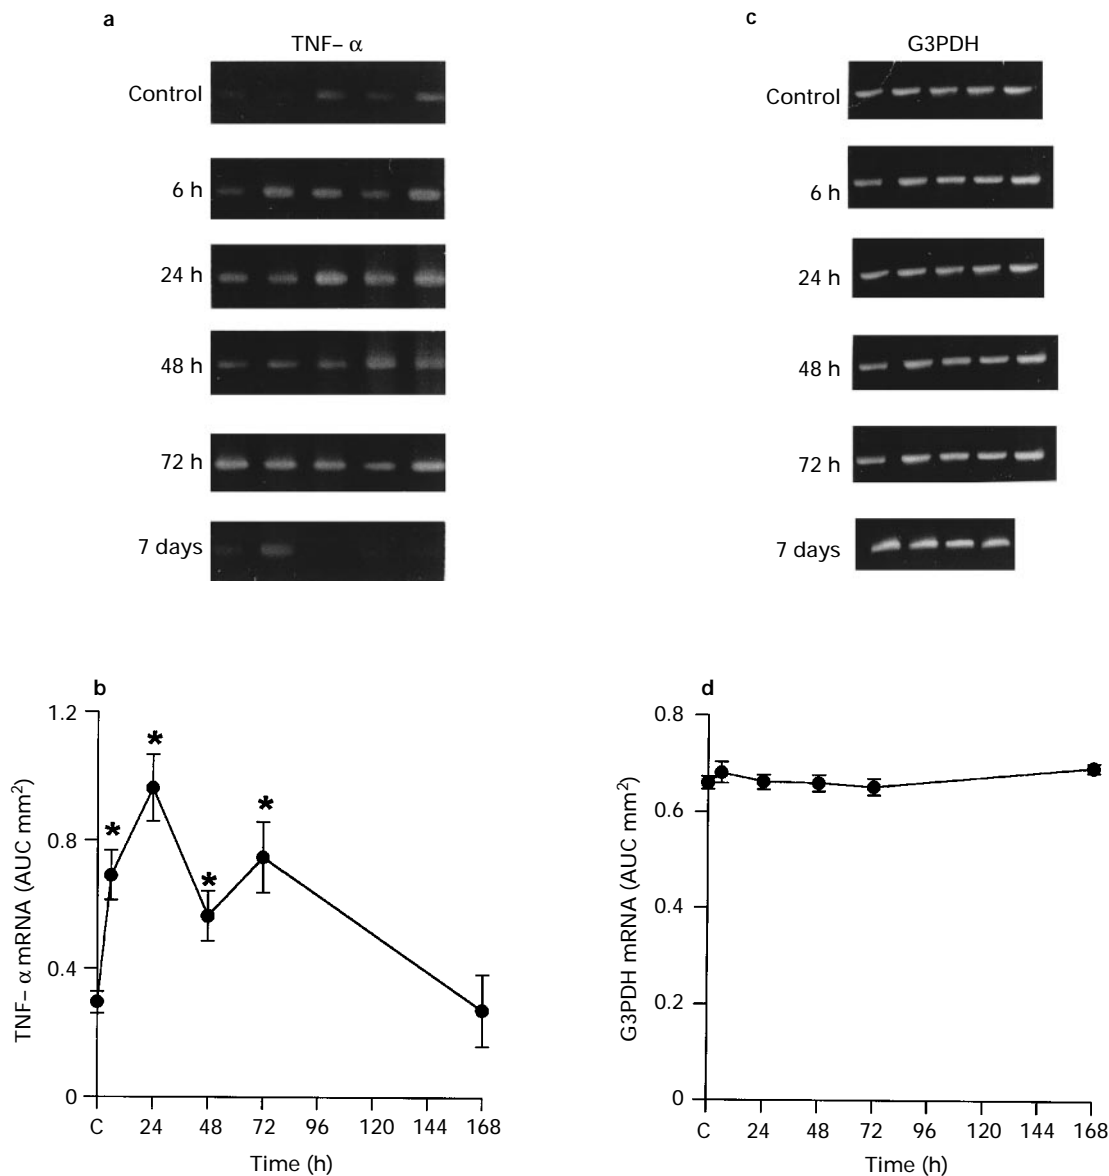 a
TNF– α
Control
6 h
24 h
48 h
72 h
7 days
c
G3PDH
Control
6 h
24 h
48 h
72 h
7 days
b
TNF– α mRNA (AUC mm²)
1.2
0.8
0.4
0
*
*
*
*
C 24 48 72 96 120 144 168
Time (h)
d
G3PDH mRNA (AUC mm²)
0.8
0.6
0.4
0.2
0
C 24 48 72 96 120 144 168
Time (h)